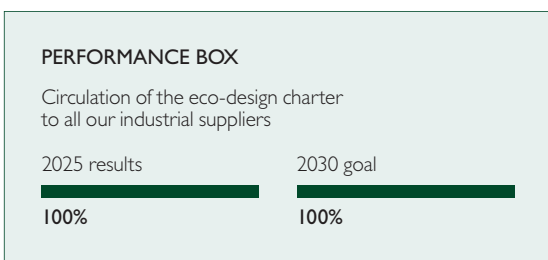 PERFORMANCE BOX
Circulation of the eco-design charter
to all our industrial suppliers
2025 results
100%
2030 goal
100%